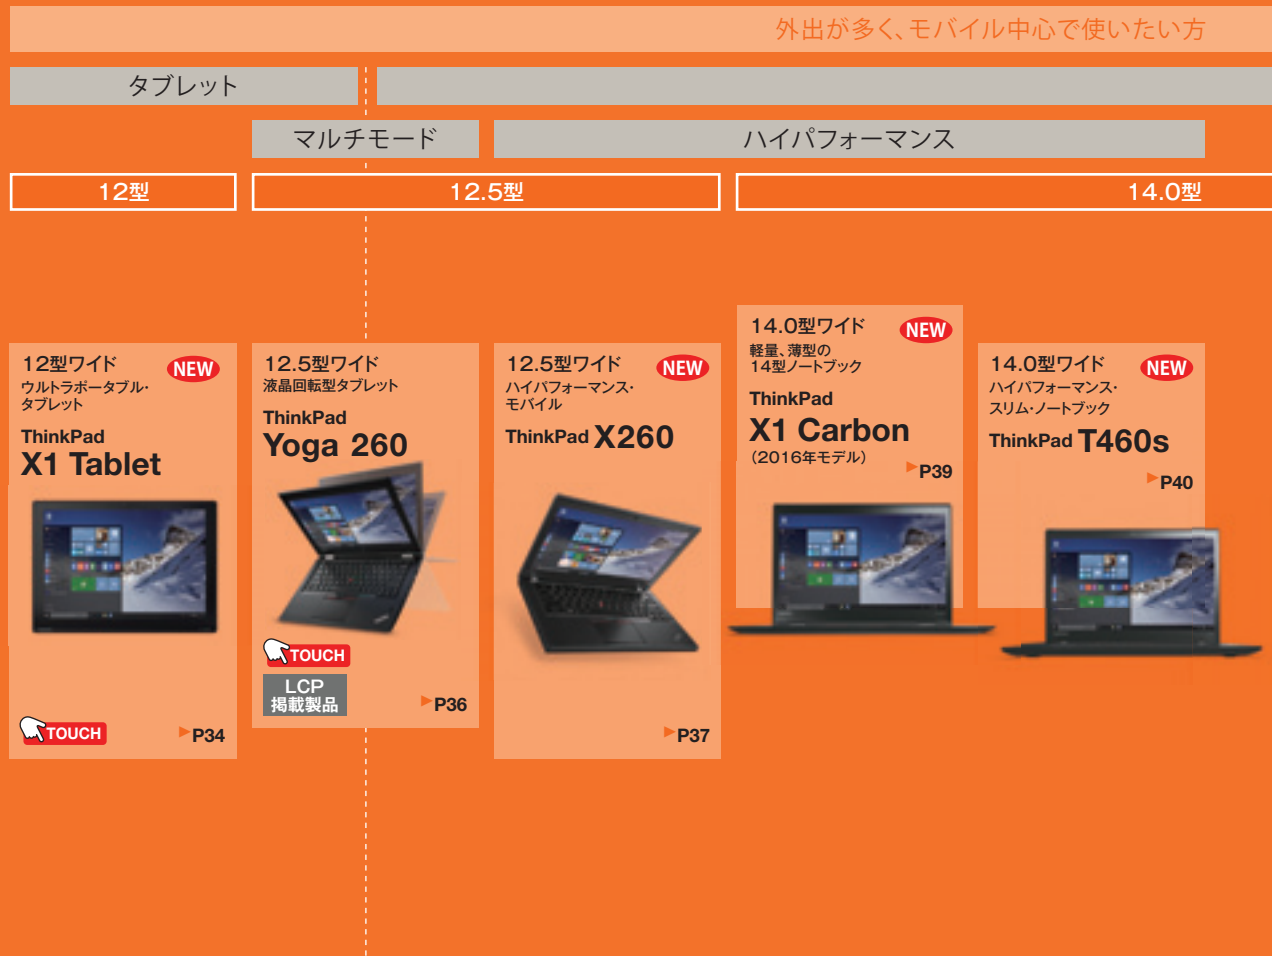 外出が多く、モバイル中心で使いたい方
タブレット
マルチモード
ハイパフォーマンス
12型
12.5型
14.0型
12型ワイド
NEW
ウルトラポータブル・
タブレット
ThinkPad
X1 Tablet
TOUCH
P34
12.5型ワイド
液晶回転型タブレット
ThinkPad
Yoga 260
TOUCH
LCP
掲載製品
P36
12.5型ワイド
NEW
ハイパフォーマンス・
モバイル
ThinkPad X260
P37
14.0型ワイド
NEW
軽量、薄型の
14型ノートブック
ThinkPad
X1 Carbon
(2016年モデル)
P39
14.0型ワイド
NEW
ハイパフォーマンス・
スリム・ノートブック
ThinkPad T460s
P40